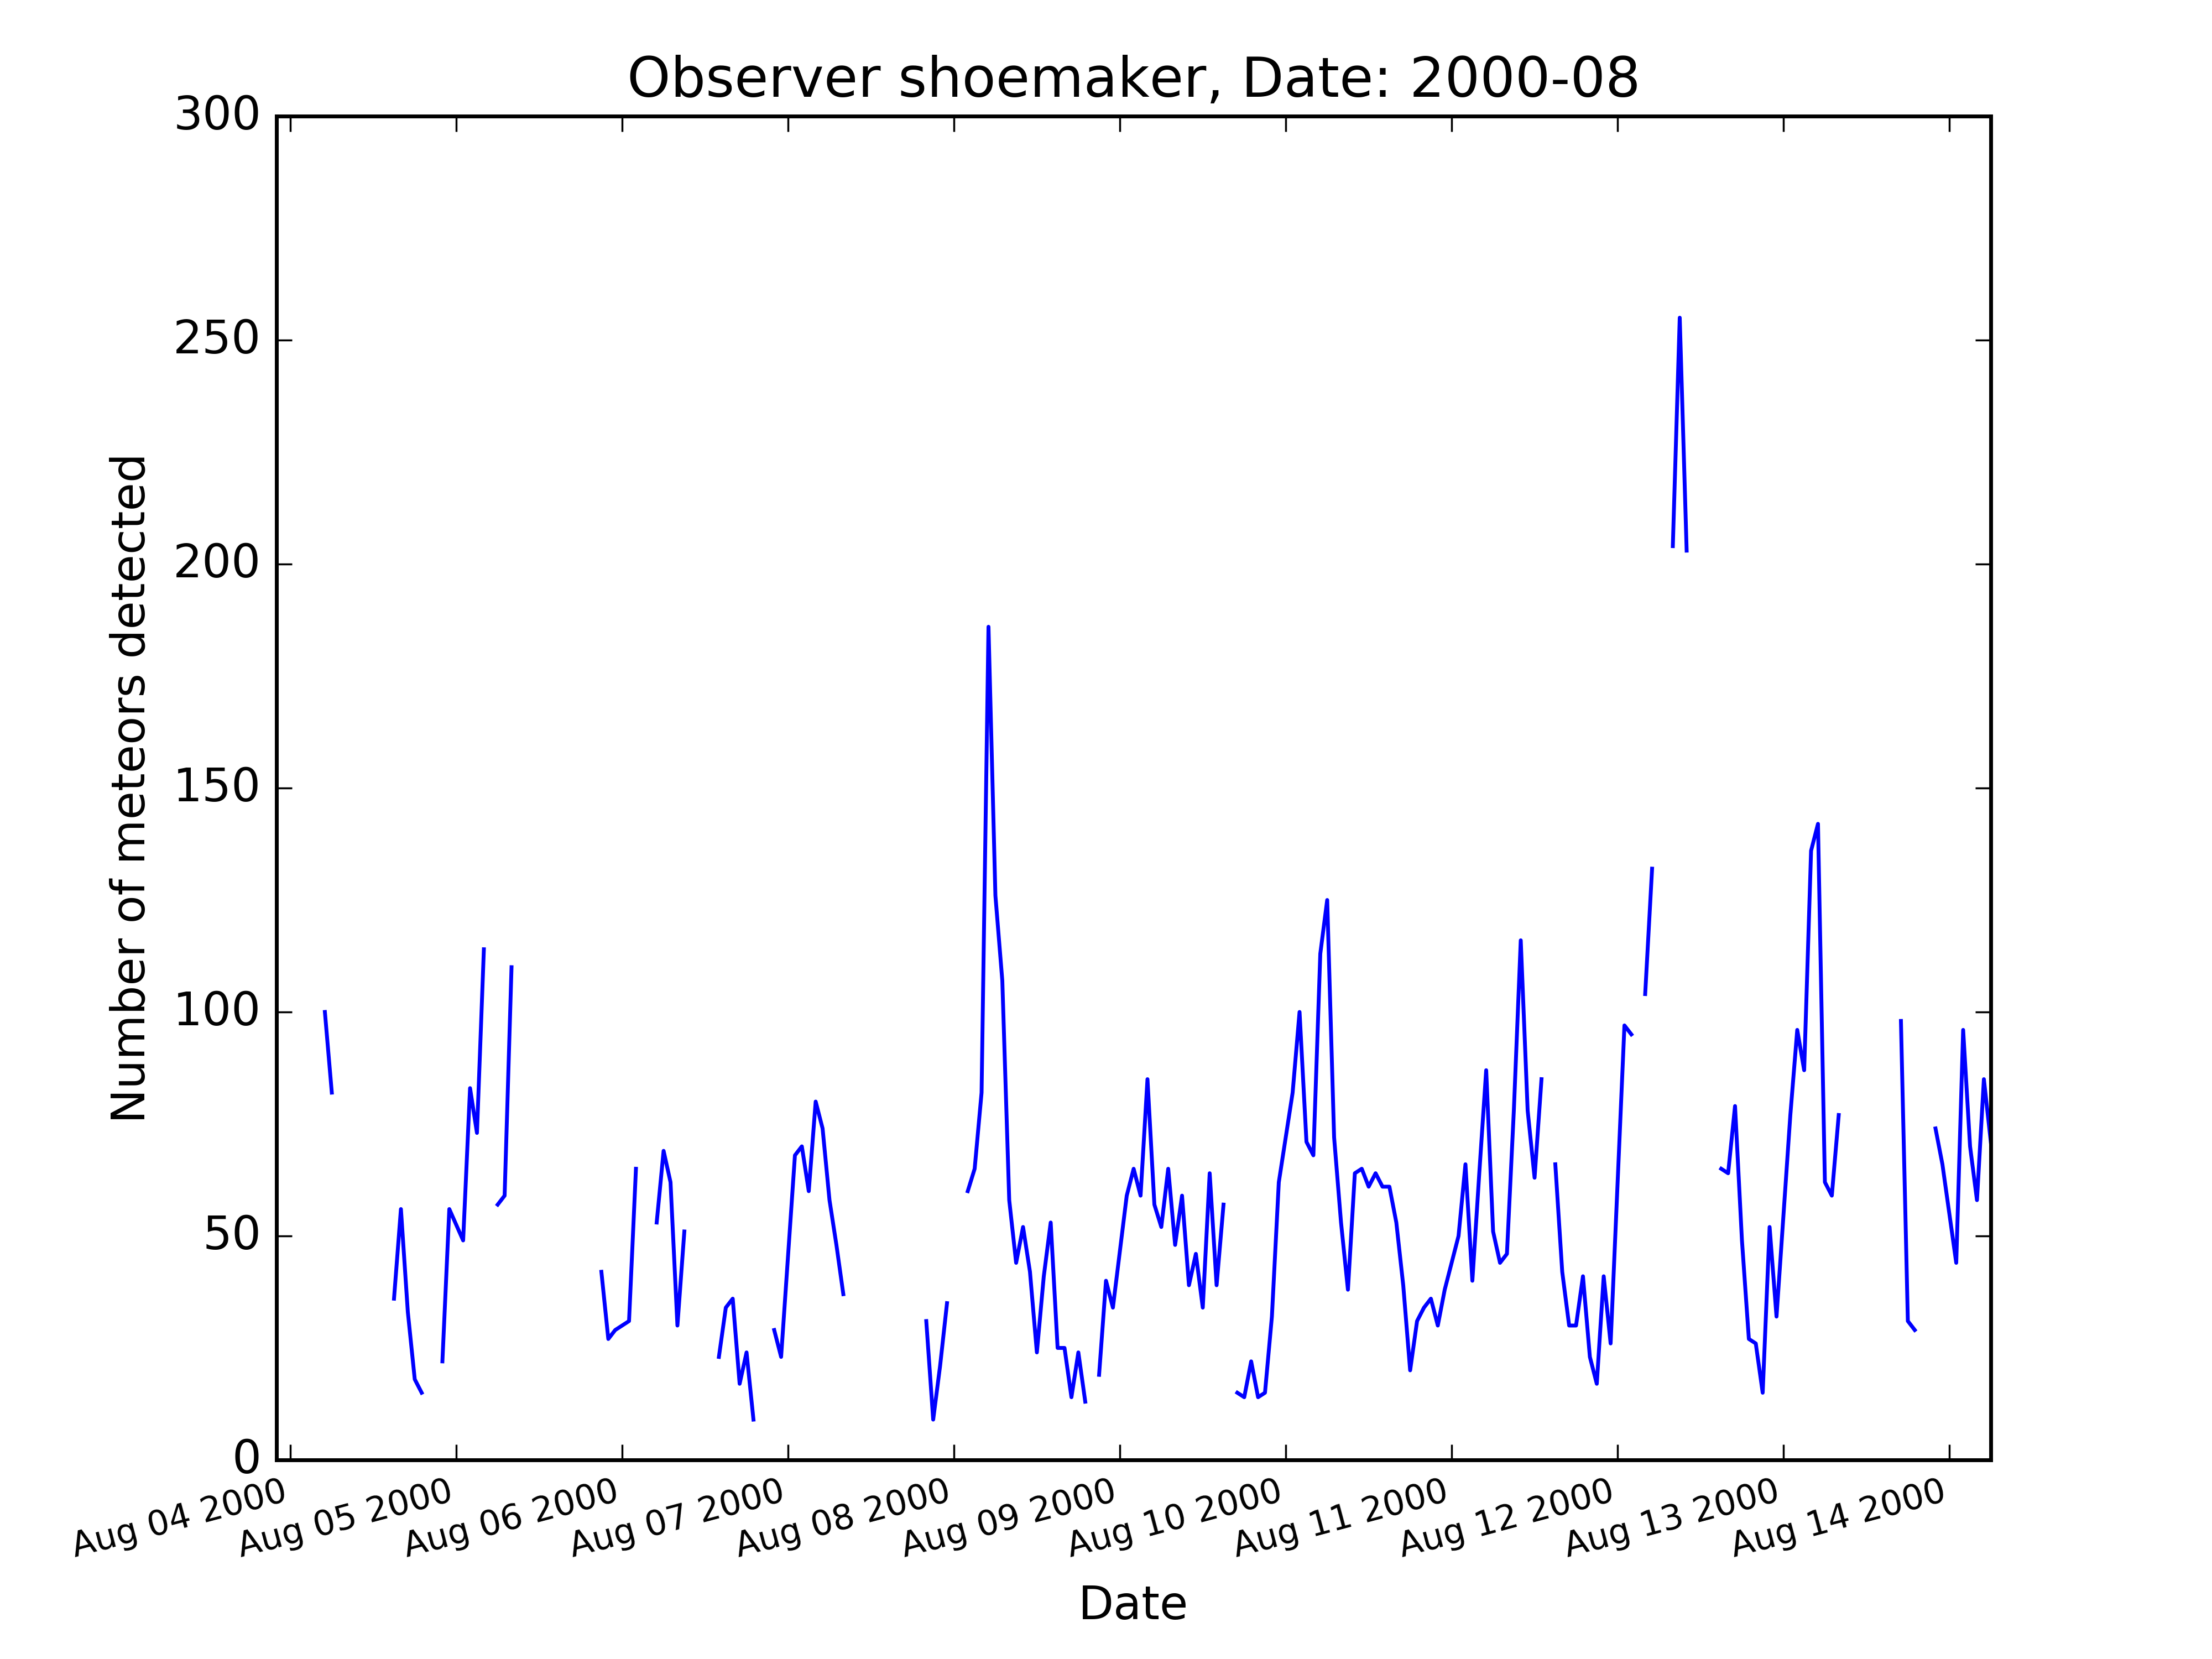 Observer shoemaker, Date: 2000-08
300
250
200
150
100
50
0
Number of meteors detected
Aug 04 2000
Aug 05 2000
Aug 06 2000
Aug 07 2000
Aug 08 2000
Aug 09 2000
Aug 10 2000
Aug 11 2000
Aug 12 2000
Aug 13 2000
Aug 14 2000
Date